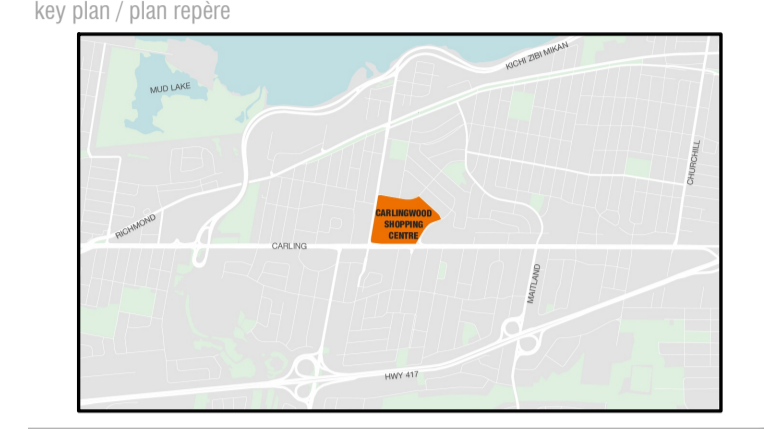 key plan / plan repère
KICHI ZIBI MIKAN
MUD LAKE
CHURCHILL
RICHMOND
CARLINGWOOD
SHOPPING
CENTRE
CARLING
MAITLAND
HWY 417